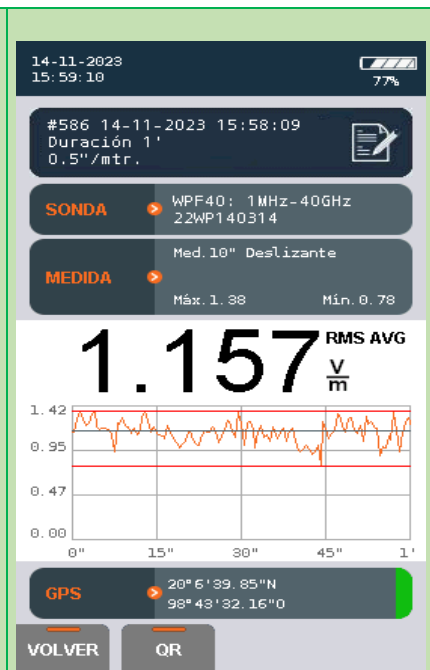 14-11-2023
15:59:10
77%
#586 14-11-2023 15:58:09
Duración 1'
0.5"/mtr.
SONDA
WPF40: 1MHz-40GHz
22WP140314
MEDIDA
Med.10" Deslizante
Máx.1.38 Mín.0.78
1.157 RMS AVG
V/m
1.42
0.95
0.47
0.00
0" 15" 30" 45" 1'
GPS
20°6'39.85"N
98°43'32.16"O
VOLVER QR